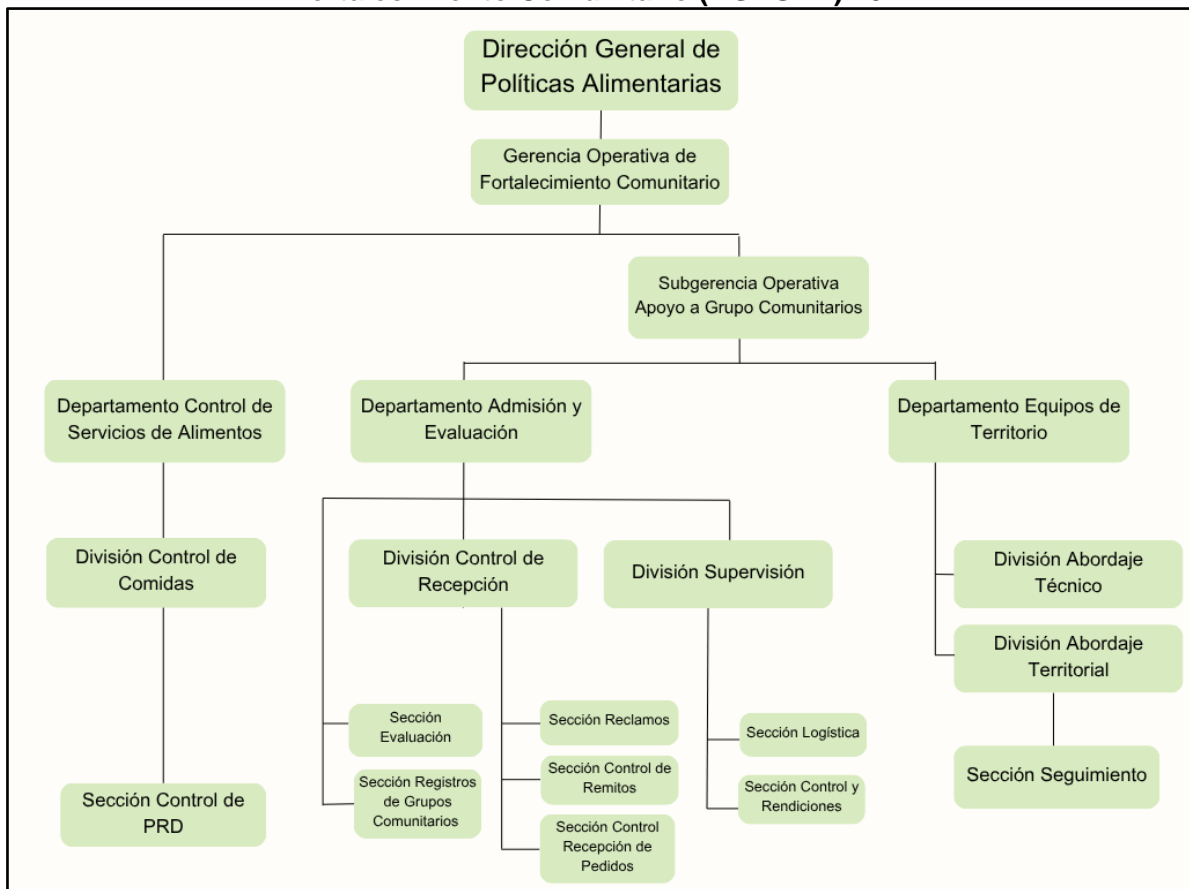 Dirección General de
Políticas Alimentarias
Gerencia Operativa de
Fortalecimiento Comunitario
Subgerencia Operativa
Apoyo a Grupo Comunitarios
Departamento Control de
Servicios de Alimentos
Departamento Admisión y
Evaluación
Departamento Equipos de
Territorio
División Control de
Comidas
División Control de
Recepción
División Supervisión
División Abordaje
Técnico
División Abordaje
Territorial
Sección
Evaluación
Sección Reclamos
Sección Logística
Sección Seguimiento
Sección Control de
PRD
Sección Registros
de Grupos
Comunitarios
Sección Control de
Remitos
Sección Control y
Rendiciones
Sección Control
Recepción de
Pedidos